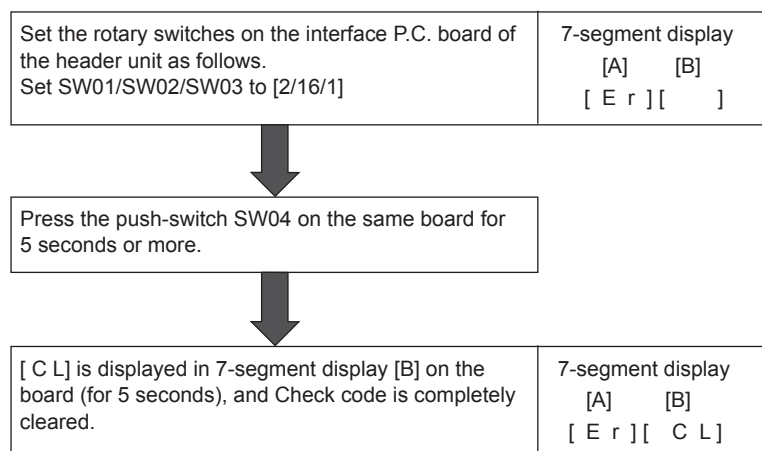 Set the rotary switches on the interface P.C. board of
the header unit as follows.
Set SW01/SW02/SW03 to [2/16/1]
7-segment display
[A] [B]
[ E r ] [ ]
Press the push-switch SW04 on the same board for
5 seconds or more.
[ C L] is displayed in 7-segment display [B] on the
board (for 5 seconds), and Check code is completely
cleared.
7-segment display
[A] [B]
[ E r ] [ C L ]